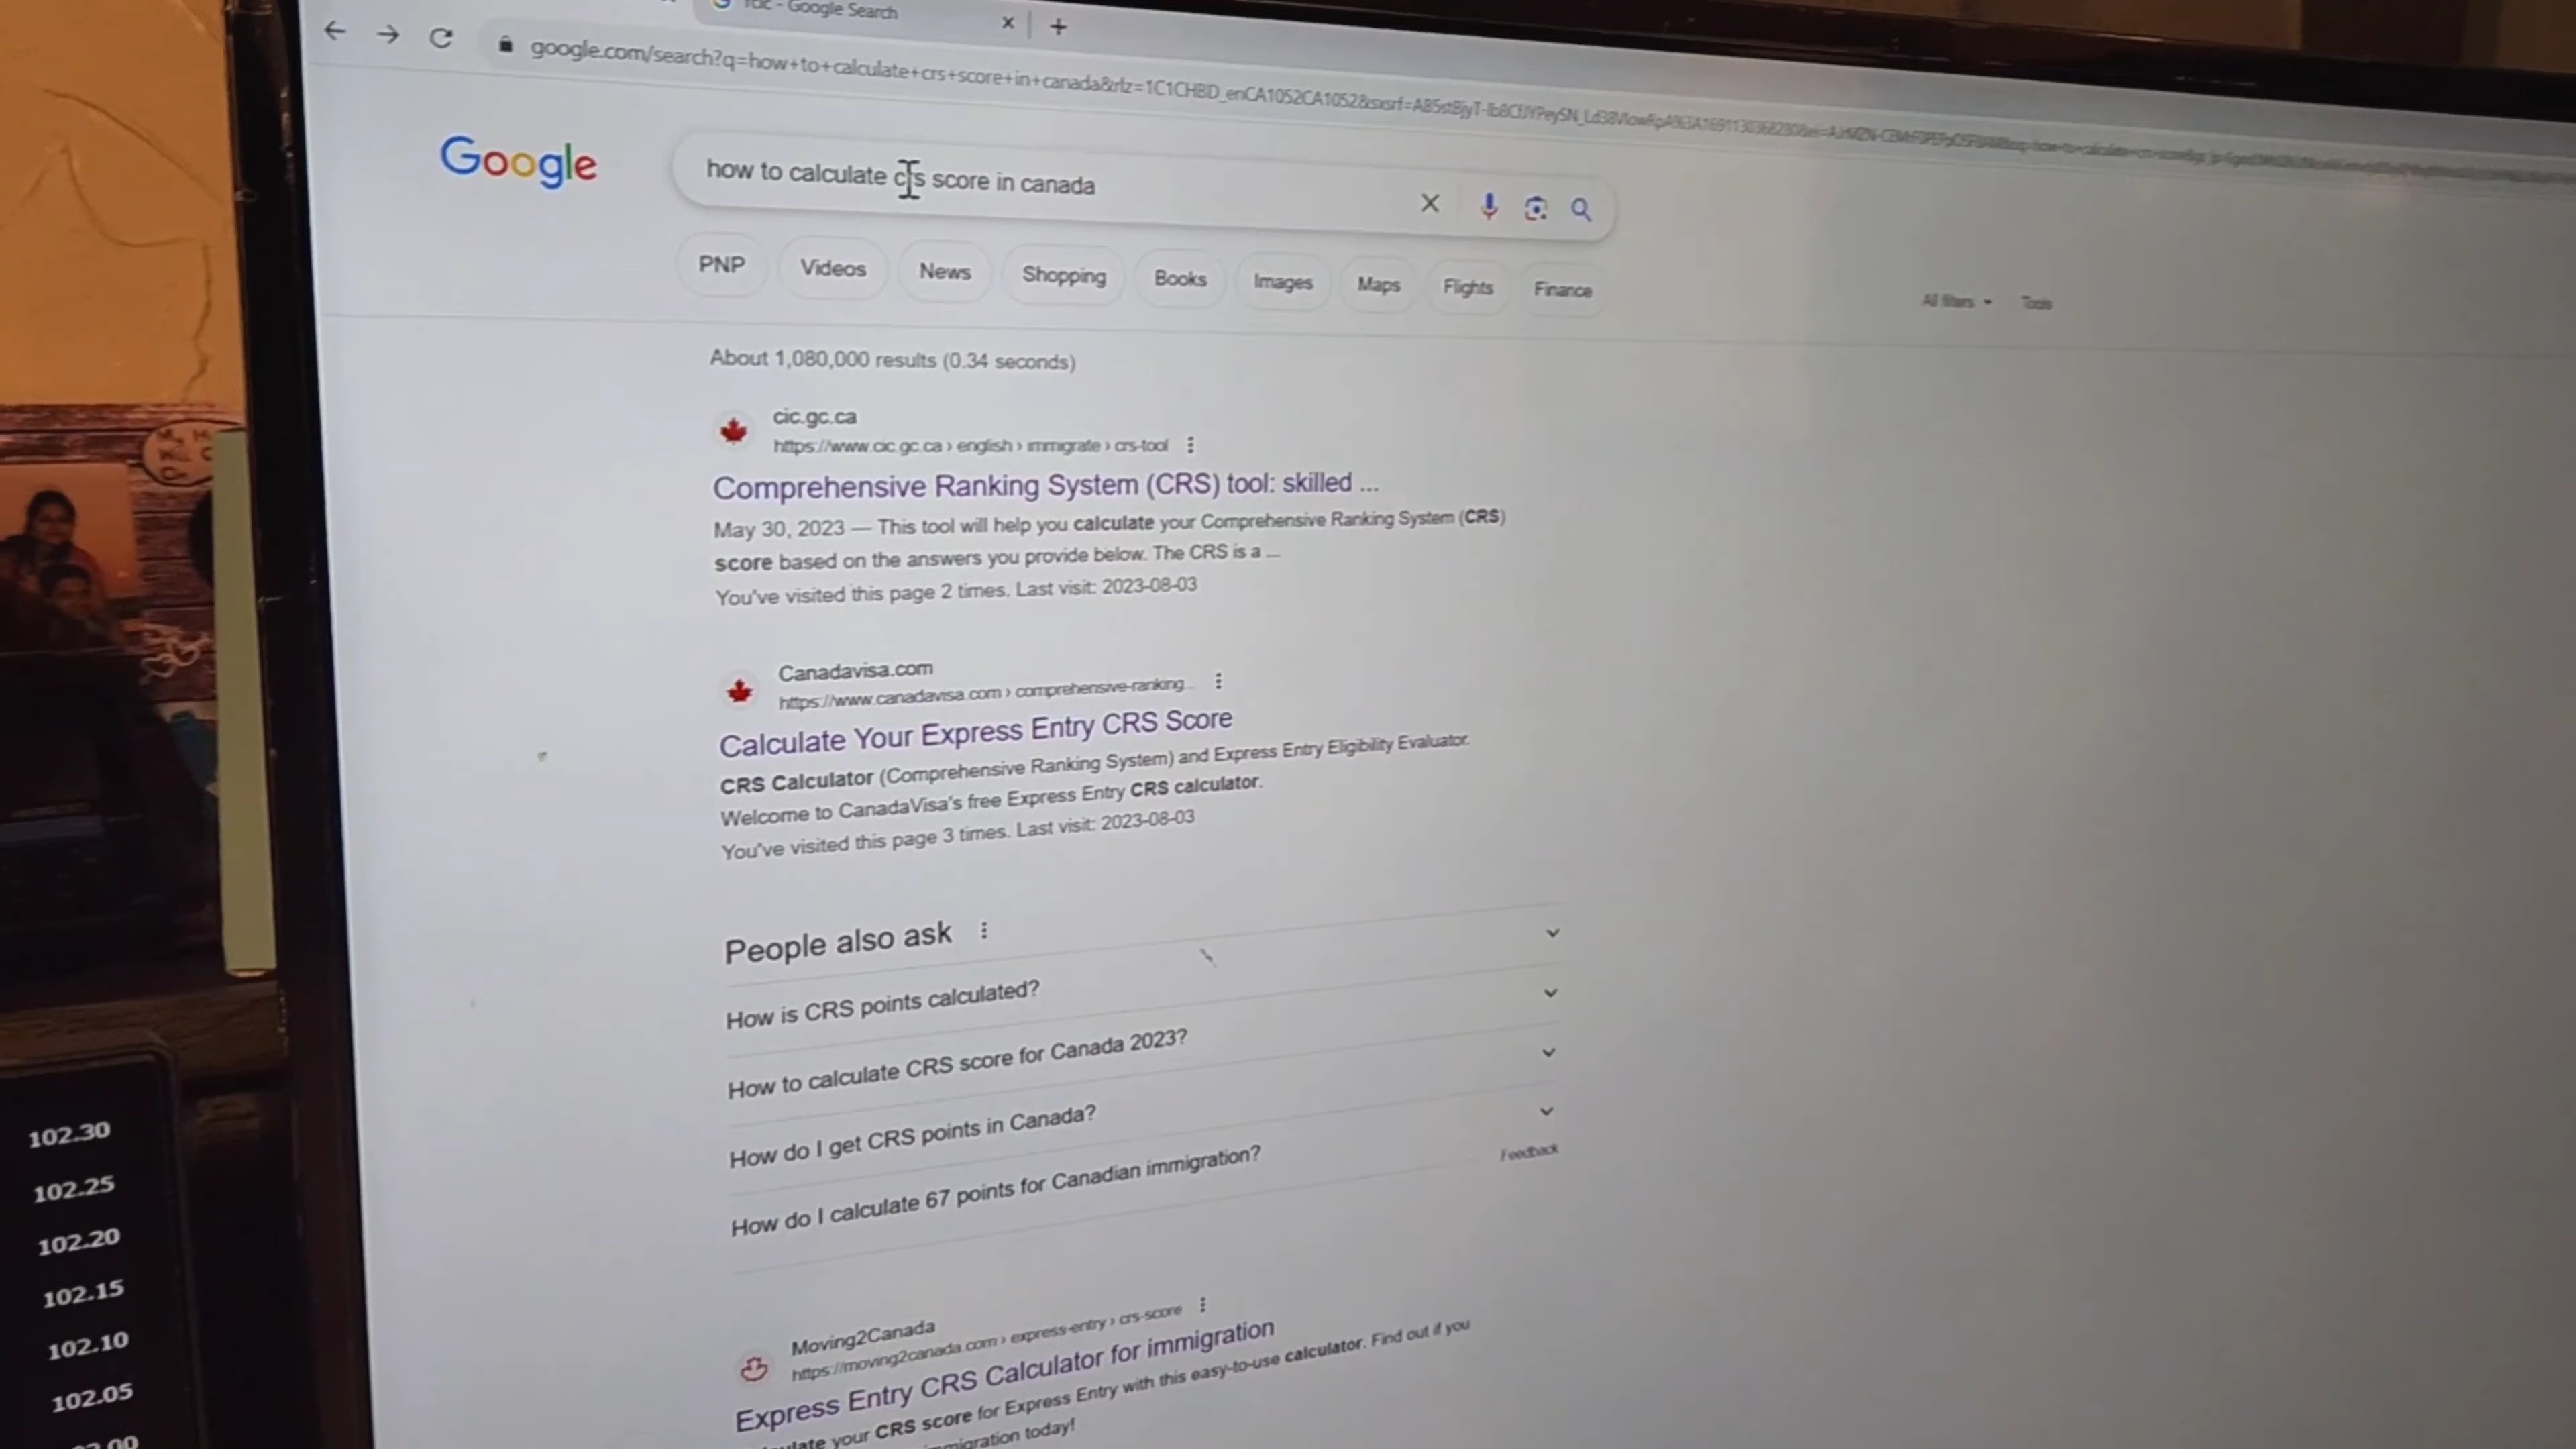 - Google Search
google.com/search?q=how+to+calculate+crs+score+in+canada&rlz=1C1CHBD_enCA1052CA1052&sxsrf=
Google
how to calculate crs score in canada
PNP
Videos
News
Shopping
Books
Images
Maps
Flights
Finance
All filters
Tools
About 1,080,000 results (0.34 seconds)
cic.gc.ca
https://www.cic.gc.ca › english › immigrate › crs-tool
Comprehensive Ranking System (CRS) tool: skilled ...
May 30, 2023 — This tool will help you calculate your Comprehensive Ranking System (CRS)
score based on the answers you provide below. The CRS is a ...
You've visited this page 2 times. Last visit: 2023-08-03
Canadavisa.com
https://www.canadavisa.com › comprehensive-ranking...
Calculate Your Express Entry CRS Score
CRS Calculator (Comprehensive Ranking System) and Express Entry Eligibility Evaluator.
Welcome to CanadaVisa's free Express Entry CRS calculator.
You've visited this page 3 times. Last visit: 2023-08-03
People also ask
How is CRS points calculated?
How to calculate CRS score for Canada 2023?
How do I get CRS points in Canada?
How do I calculate 67 points for Canadian immigration?
Feedback
Moving2Canada
https://moving2canada.com › express-entry › crs-score
Express Entry CRS Calculator for immigration
your CRS score for Express Entry with this easy-to-use calculator. Find out if you
today!
102.30
102.25
102.20
102.15
102.10
102.05